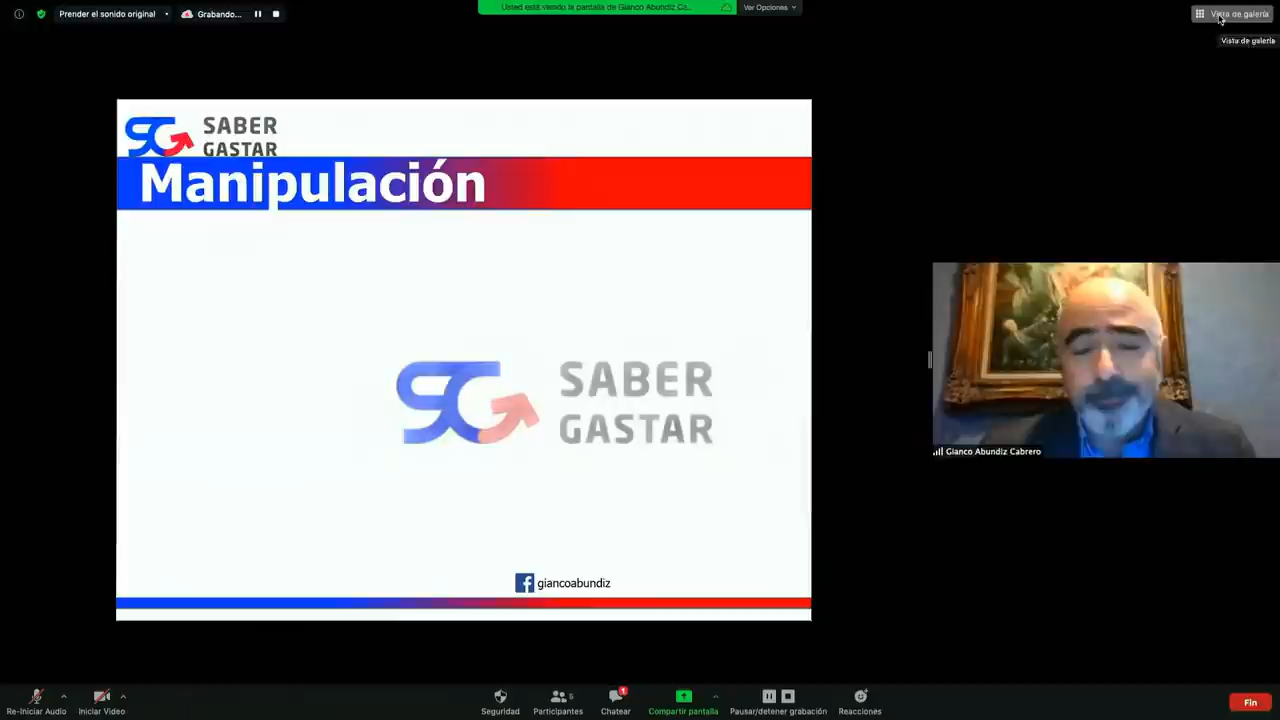 Prender el sonido original
Grabando...
Usted está viendo la pantalla de Gianco Abundiz Ca...
Ver Opciones
Vista de galería
Vista de galería
SABER
GASTAR
Manipulación
SABER
GASTAR
giancoabundiz
Gianco Abundiz Cabrero
Re-Iniciar Audio
Iniciar Video
Seguridad
Participantes
5
Chatear
1
Compartir pantalla
Pausar/detener grabación
Reacciones
Fin